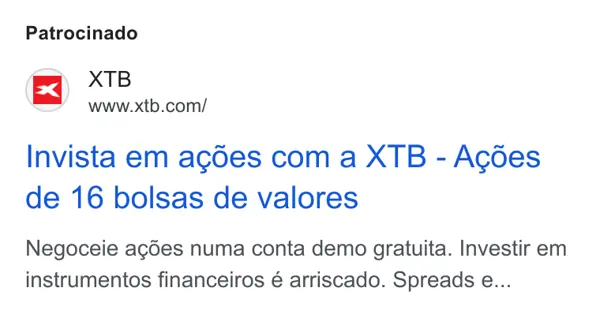 Patrocinado
XTB
www.xtb.com/
Invista em ações com a XTB - Ações
de 16 bolsas de valores
Negoceie ações numa conta demo gratuita. Investir em
instrumentos financeiros é arriscado. Spreads e...